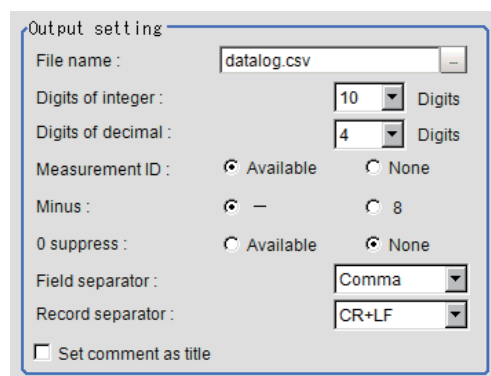 Output setting
File name : datalog.csv ...
Digits of integer : 10 Digits
Digits of decimal : 4 Digits
Measurement ID : Available None
Minus : — 8
0 suppress : Available None
Field separator : Comma
Record separator : CR+LF
Set comment as title